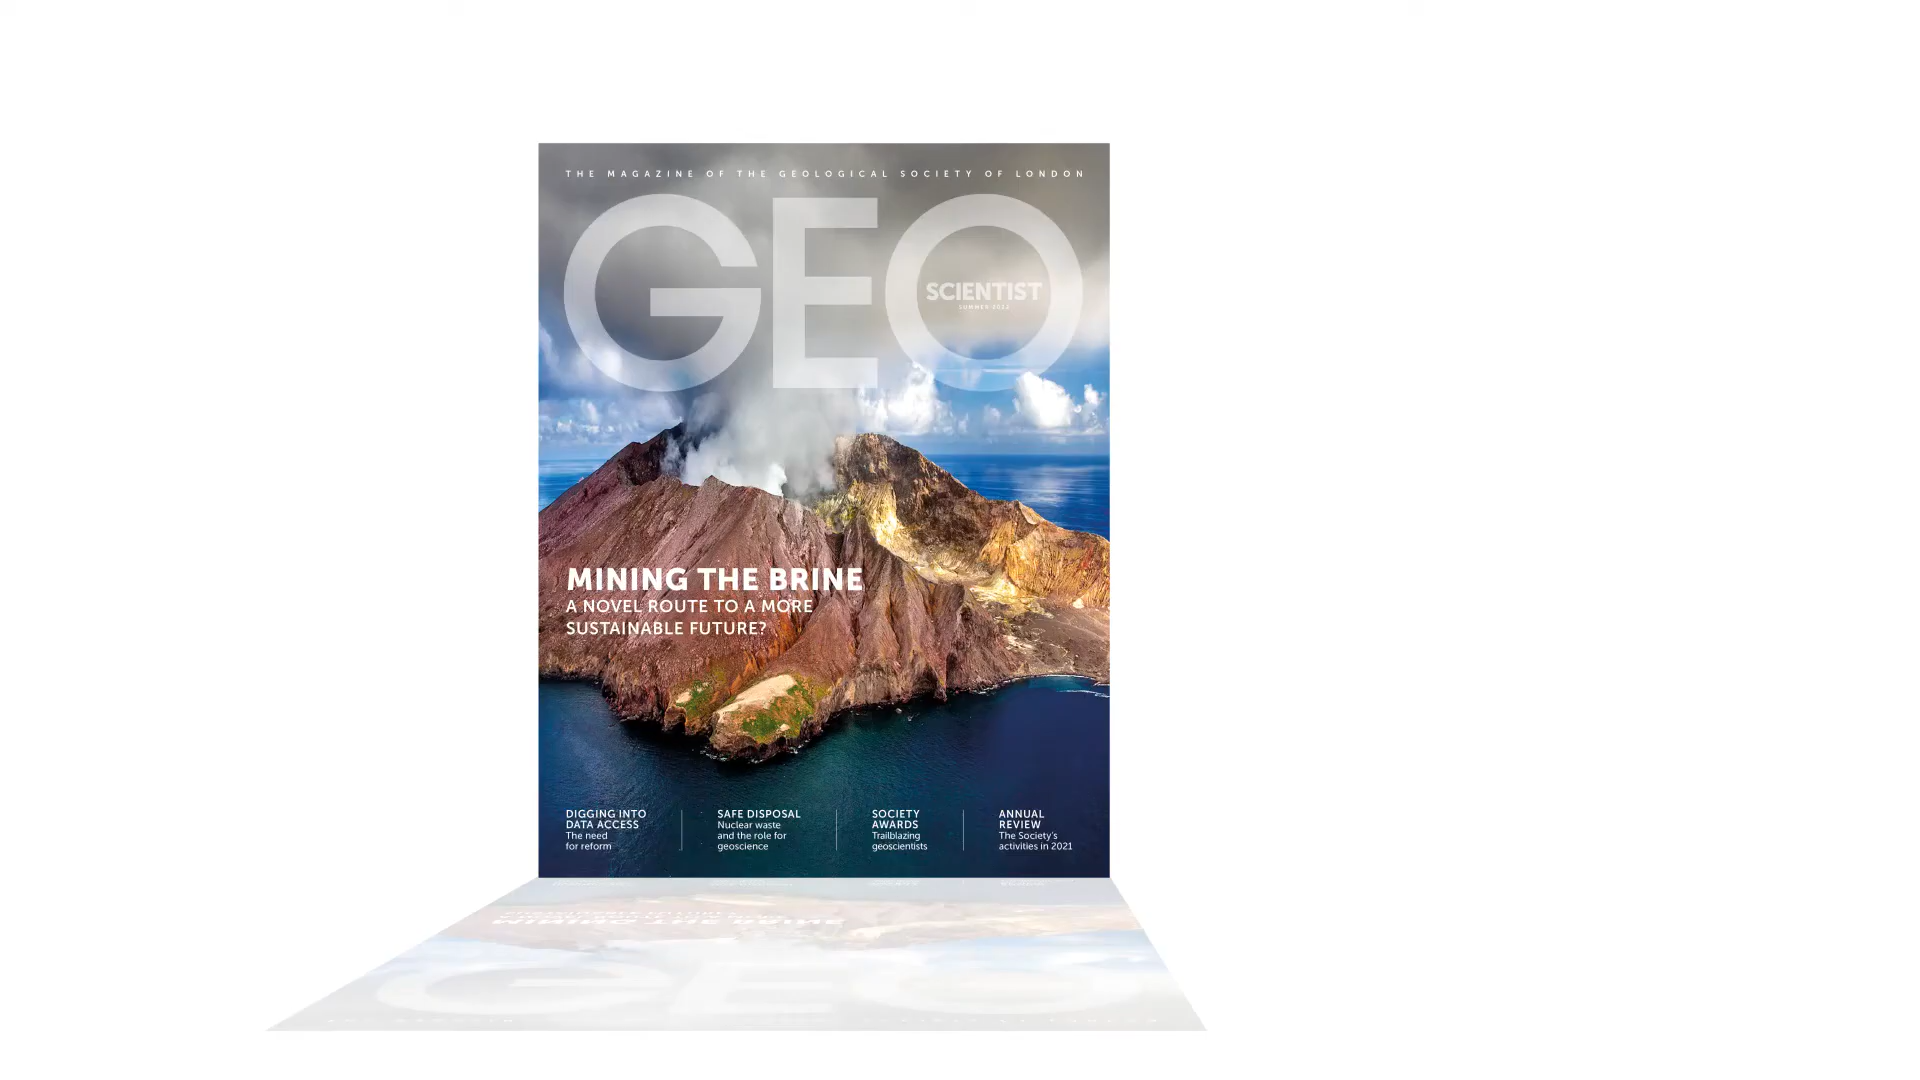 THE MAGAZINE OF THE GEOLOGICAL SOCIETY OF LONDON
GEO
SCIENTIST
SUMMER 2022
MINING THE BRINE
A NOVEL ROUTE TO A MORE
SUSTAINABLE FUTURE?
DIGGING INTO
DATA ACCESS
The need
for reform
SAFE DISPOSAL
Nuclear waste
and the role for
geoscience
SOCIETY
AWARDS
Trailblazing
geoscientists
ANNUAL
REVIEW
The Society's
activities in 2021